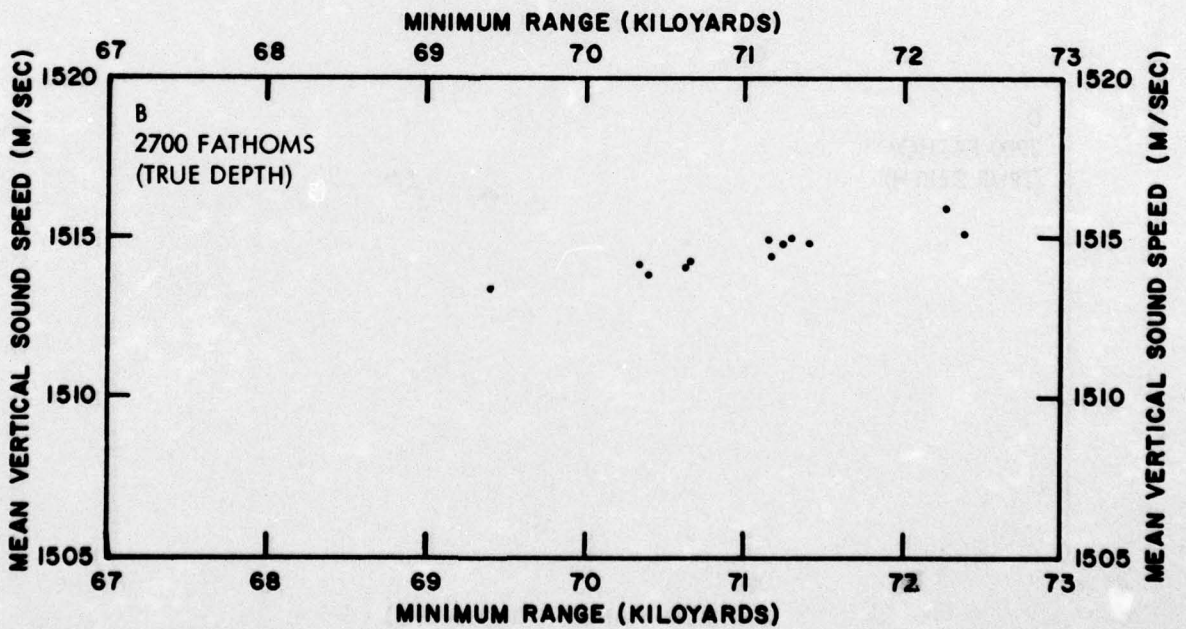 MINIMUM RANGE (KILOYARDS)
67 68 69 70 71 72 73
MEAN VERTICAL SOUND SPEED (M/SEC)
1520
1515
1510
1505
B
2700 FATHOMS
(TRUE DEPTH)
1520
1515
1510
1505
MEAN VERTICAL SOUND SPEED (M/SEC)
67 68 69 70 71 72 73
MINIMUM RANGE (KILOYARDS)